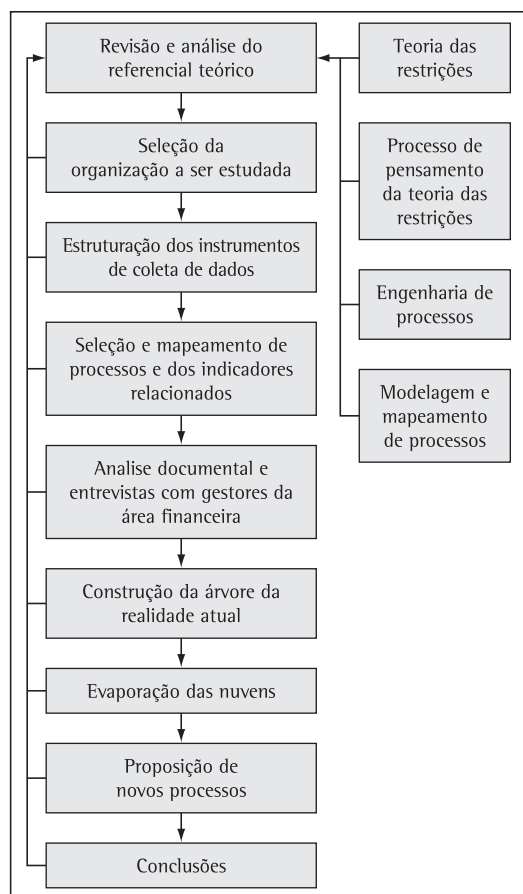 Revisão e análise do
referencial teórico
Seleção da
organização a ser estudada
Estruturação dos instrumentos
de coleta de dados
Seleção e mapeamento de
processos e dos indicadores
relacionados
Analise documental e
entrevistas com gestores da
área financeira
Construção da árvore da
realidade atual
Evaporação das nuvens
Proposição de
novos processos
Conclusões
Teoria das
restrições
Processo de
pensamento
da teoria das
restrições
Engenharia de
processos
Modelagem e
mapeamento
de processos